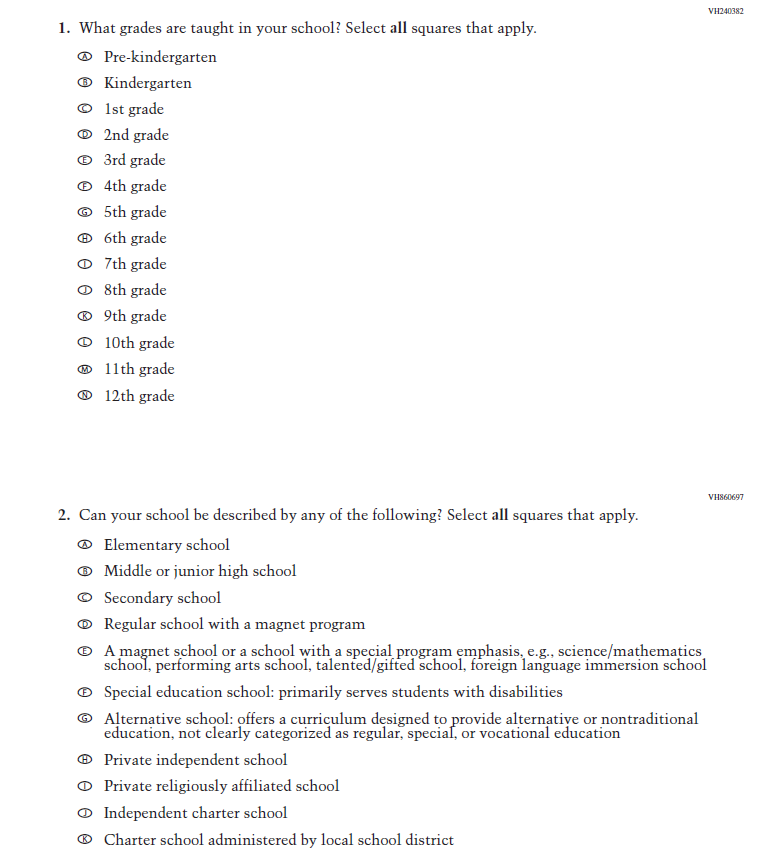 VH240382
1. What grades are taught in your school? Select all squares that apply.
A Pre-kindergarten
B Kindergarten
C 1st grade
D 2nd grade
E 3rd grade
F 4th grade
G 5th grade
H 6th grade
I 7th grade
J 8th grade
K 9th grade
L 10th grade
M 11th grade
N 12th grade
VH860697
2. Can your school be described by any of the following? Select all squares that apply.
A Elementary school
B Middle or junior high school
C Secondary school
D Regular school with a magnet program
E A magnet school or a school with a special program emphasis, e.g., science/mathematics
school, performing arts school, talented/gifted school, foreign language immersion school
F Special education school: primarily serves students with disabilities
G Alternative school: offers a curriculum designed to provide alternative or nontraditional
education, not clearly categorized as regular, special, or vocational education
H Private independent school
I Private religiously affiliated school
J Independent charter school
K Charter school administered by local school district